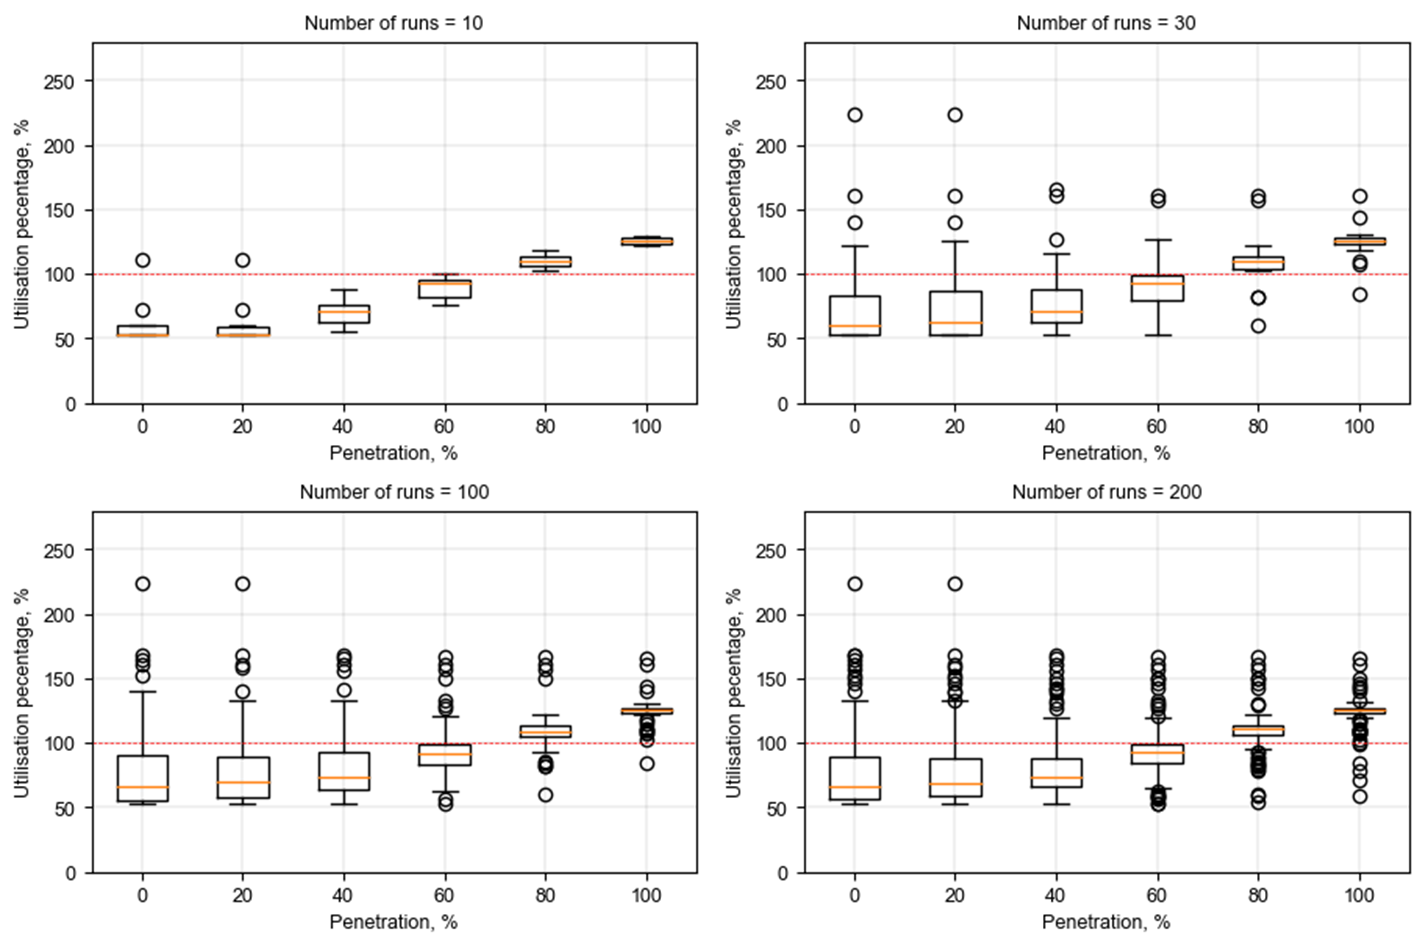 Number of runs = 10
Utilisation pecentage, %
250
200
150
100
50
0
0 20 40 60 80 100
Penetration, %
Number of runs = 30
Utilisation pecentage, %
250
200
150
100
50
0
0 20 40 60 80 100
Penetration, %
Number of runs = 100
Utilisation pecentage, %
250
200
150
100
50
0
0 20 40 60 80 100
Penetration, %
Number of runs = 200
Utilisation pecentage, %
250
200
150
100
50
0
0 20 40 60 80 100
Penetration, %